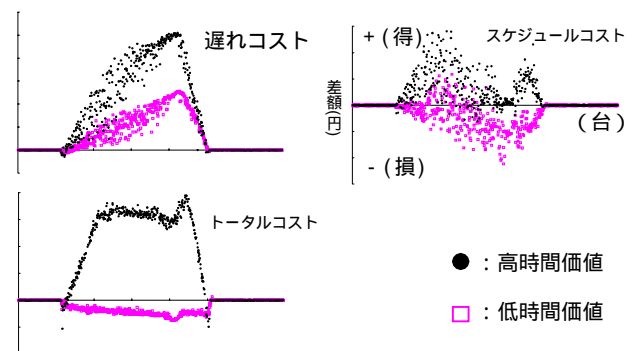 遅れコスト
スケジュールコスト
+ (得)
差額(円)
(台)
- (損)
トータルコスト
● : 高時間価値
□ : 低時間価値